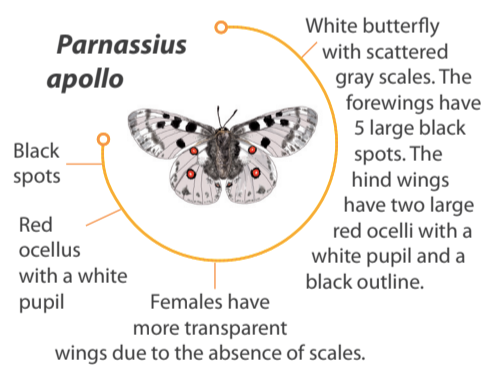 Parnassius
apollo
White butterfly
with scattered
gray scales. The
forewings have
5 large black
spots. The
hind wings
have two large
red ocelli with a
white pupil and a
black outline.
Black
spots
Red
ocellus
with a white
pupil
Females have
more transparent
wings due to the absence of scales.